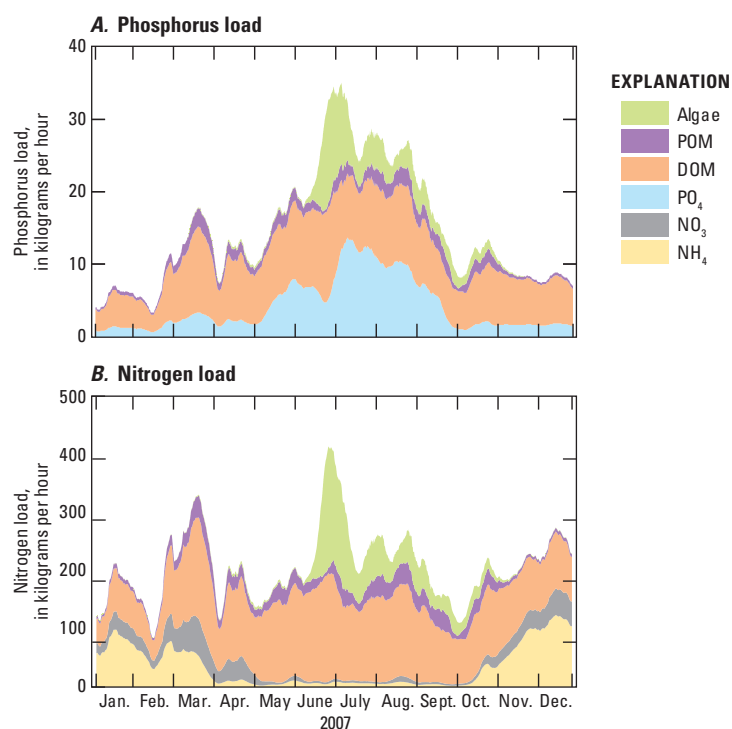 A. Phosphorus load
40
30
20
10
0
Phosphorus load,
in kilograms per hour
EXPLANATION
Algae
POM
DOM
PO₄
NO₃
NH₄
B. Nitrogen load
500
400
300
200
100
0
Nitrogen load,
in kilograms per hour
Jan. Feb. Mar. Apr. May June July Aug. Sept. Oct. Nov. Dec.
2007